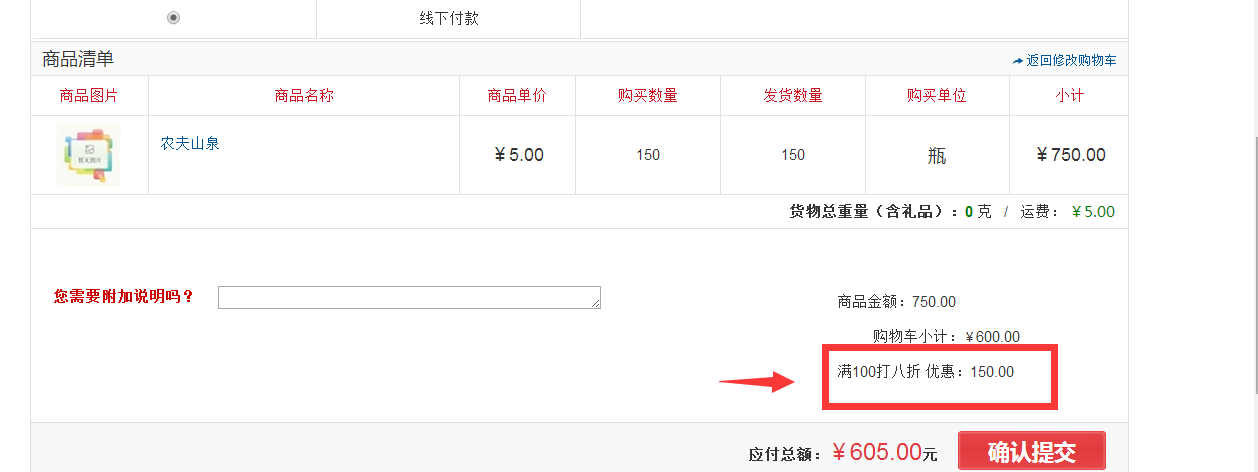 线下付款
商品清单 返回修改购物车
商品图片 商品名称 商品单价 购买数量 发货数量 购买单位 小计
暂无图片 农夫山泉 ￥5.00 150 150 瓶 ￥750.00
货物总重量（含礼品）：0 克 / 运费： ￥5.00
您需要附加说明吗？
商品金额：750.00
购物车小计：￥600.00
满100打八折 优惠：150.00
应付总额：￥605.00元 确认提交